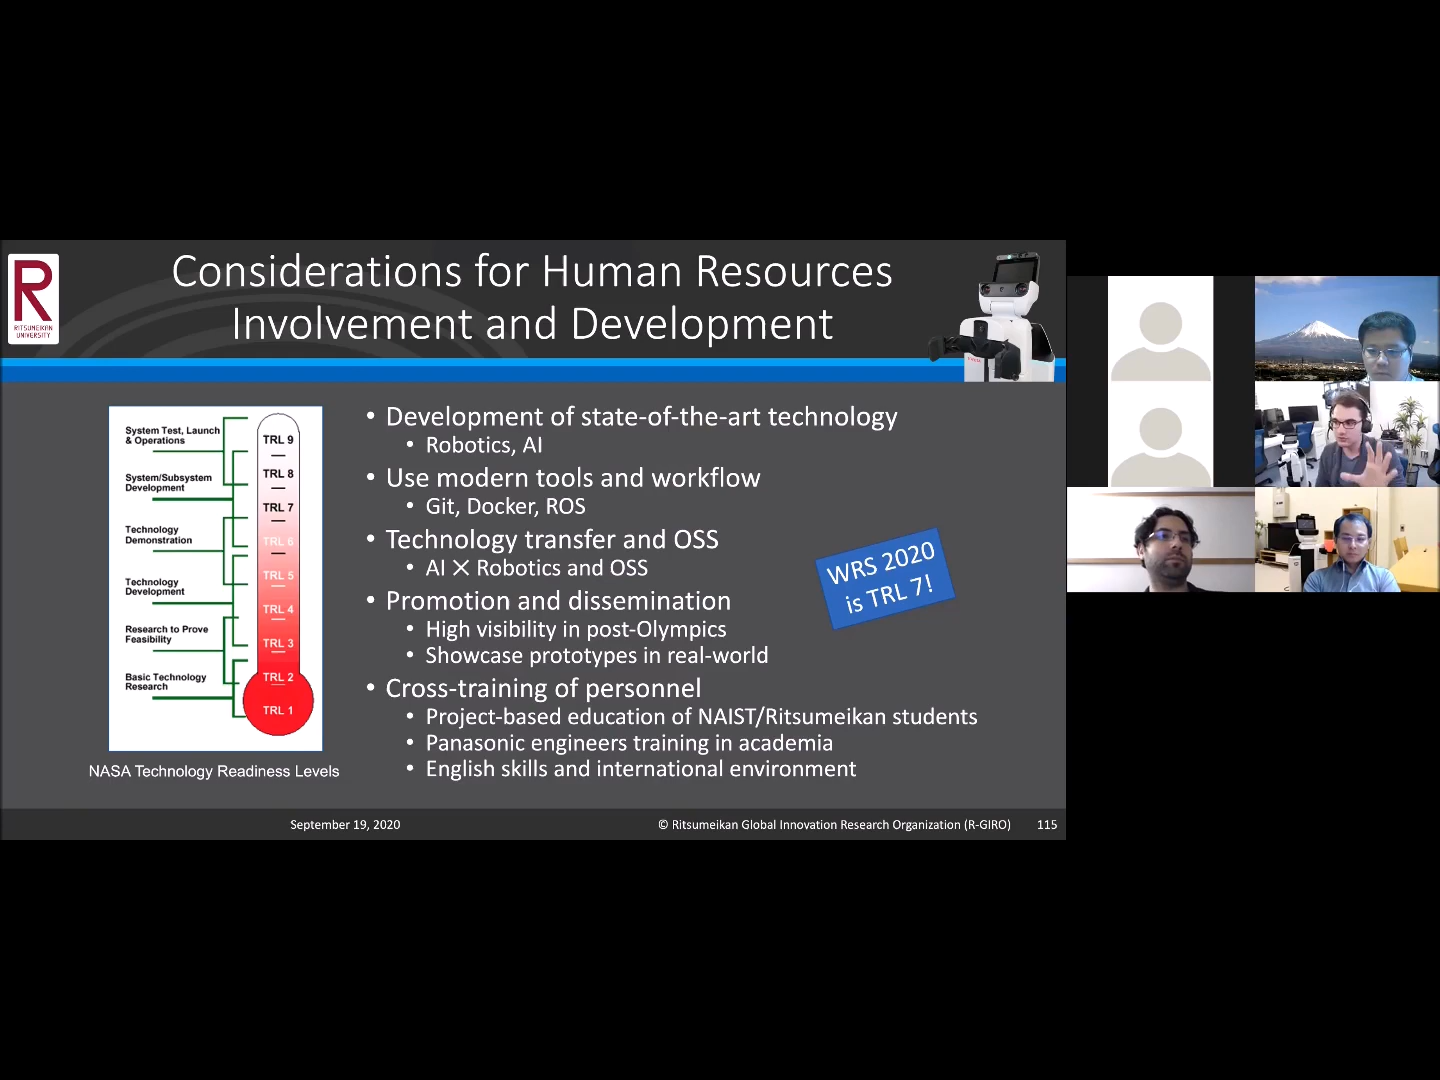 Considerations for Human Resources
Involvement and Development
R
RITSUMEIKAN
UNIVERSITY
System Test, Launch
& Operations
System/Subsystem
Development
Technology
Demonstration
Technology
Development
Research to Prove
Feasibility
Basic Technology
Research
TRL 9
TRL 8
TRL 7
TRL 6
TRL 5
TRL 4
TRL 3
TRL 2
TRL 1
NASA Technology Readiness Levels
• Development of state-of-the-art technology
• Robotics, AI
• Use modern tools and workflow
• Git, Docker, ROS
• Technology transfer and OSS
• AI ✕ Robotics and OSS
• Promotion and dissemination
• High visibility in post-Olympics
• Showcase prototypes in real-world
• Cross-training of personnel
• Project-based education of NAIST/Ritsumeikan students
• Panasonic engineers training in academia
• English skills and international environment
WRS 2020
is TRL 7!
September 19, 2020
© Ritsumeikan Global Innovation Research Organization (R-GIRO)
115